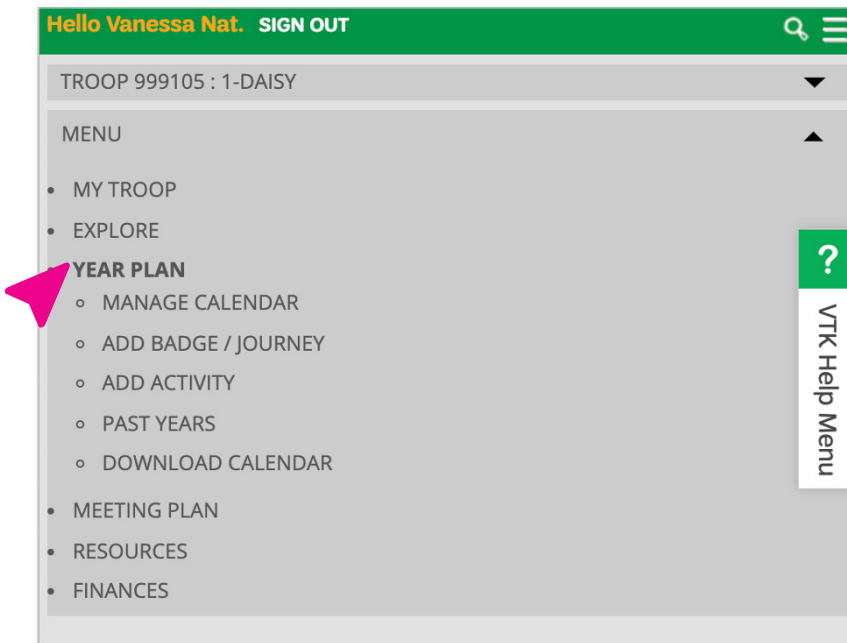 Hello Vanessa Nat. SIGN OUT
TROOP 999105 : 1-DAISY
MENU
MY TROOP
EXPLORE
YEAR PLAN
MANAGE CALENDAR
ADD BADGE / JOURNEY
ADD ACTIVITY
PAST YEARS
DOWNLOAD CALENDAR
MEETING PLAN
RESOURCES
FINANCES
?
VTK Help Menu